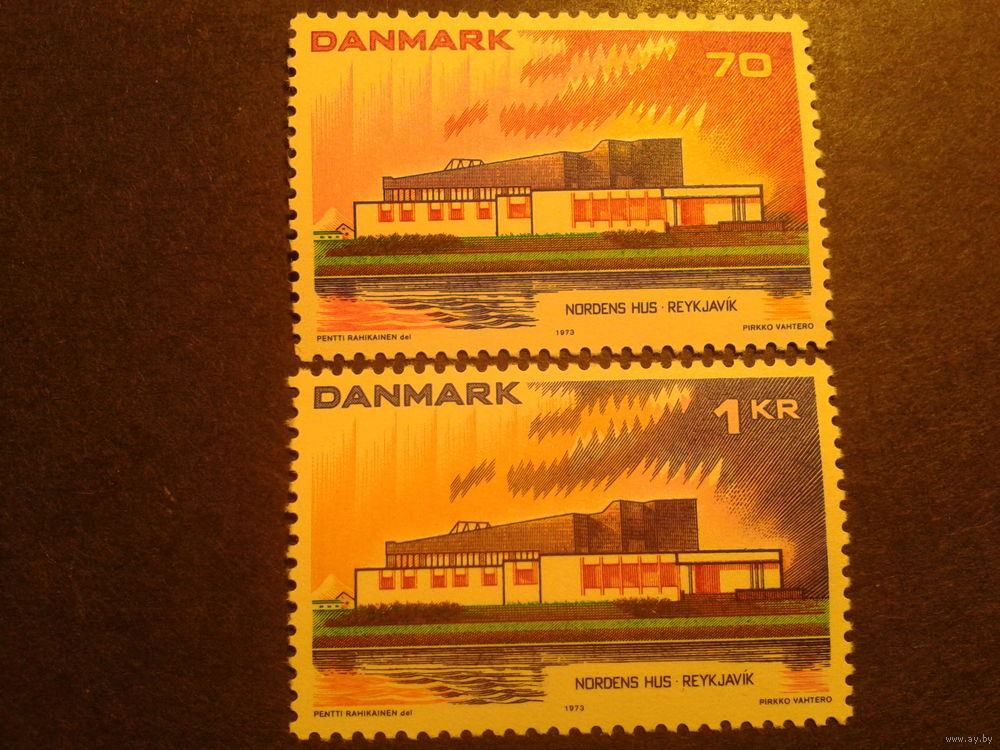 DANMARK
70
NORDENS HUS · REYKJAVÍK
PENTTI RAHIKAINEN del
1973
PIRKKO VAHTERO
DANMARK
1 KR
NORDENS HUS · REYKJAVÍK
PENTTI RAHIKAINEN del
1973
PIRKKO VAHTERO
www.ay.by